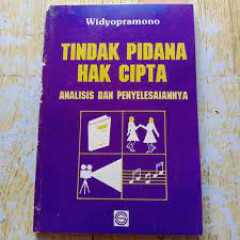 Widyopramono
TINDAK PIDANA
HAK CIPTA
ANALISIS DAN PENYELESAIANNYA